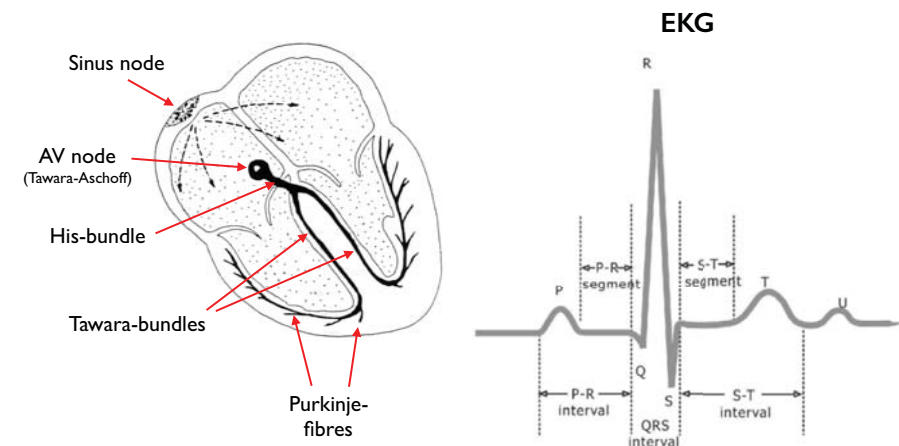 EKG
Sinus node
AV node
(Tawara-Aschoff)
His-bundle
Tawara-bundles
Purkinje-
fibres
R
P-R
segment
S-T
segment
P
T
U
Q
S
P-R
interval
QRS
interval
S-T
interval